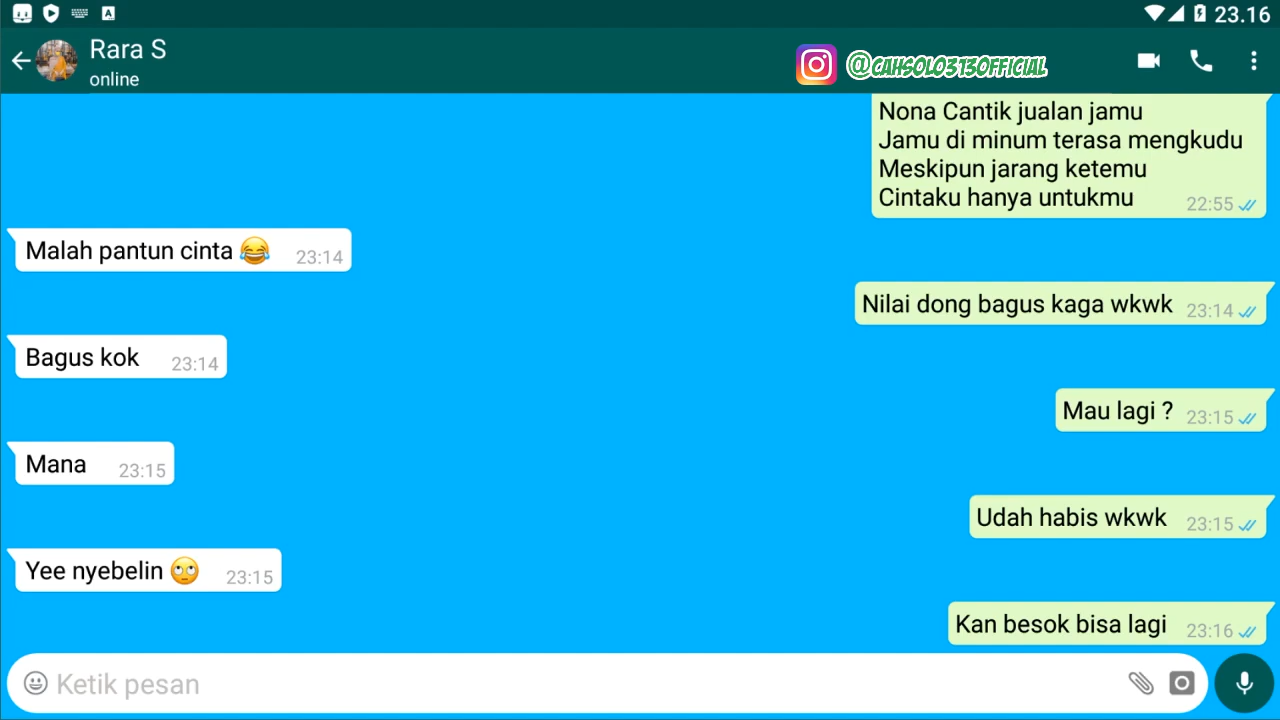 23.16
Rara S
online
@CAHSOLO313OFFICIAL
Nona Cantik jualan jamu
Jamu di minum terasa mengkudu
Meskipun jarang ketemu
Cintaku hanya untukmu 22:55
Malah pantun cinta 😂 23:14
Nilai dong bagus kaga wkwk 23:14
Bagus kok 23:14
Mau lagi ? 23:15
Mana 23:15
Udah habis wkwk 23:15
Yee nyebelin 🙄 23:15
Kan besok bisa lagi 23:16
Ketik pesan